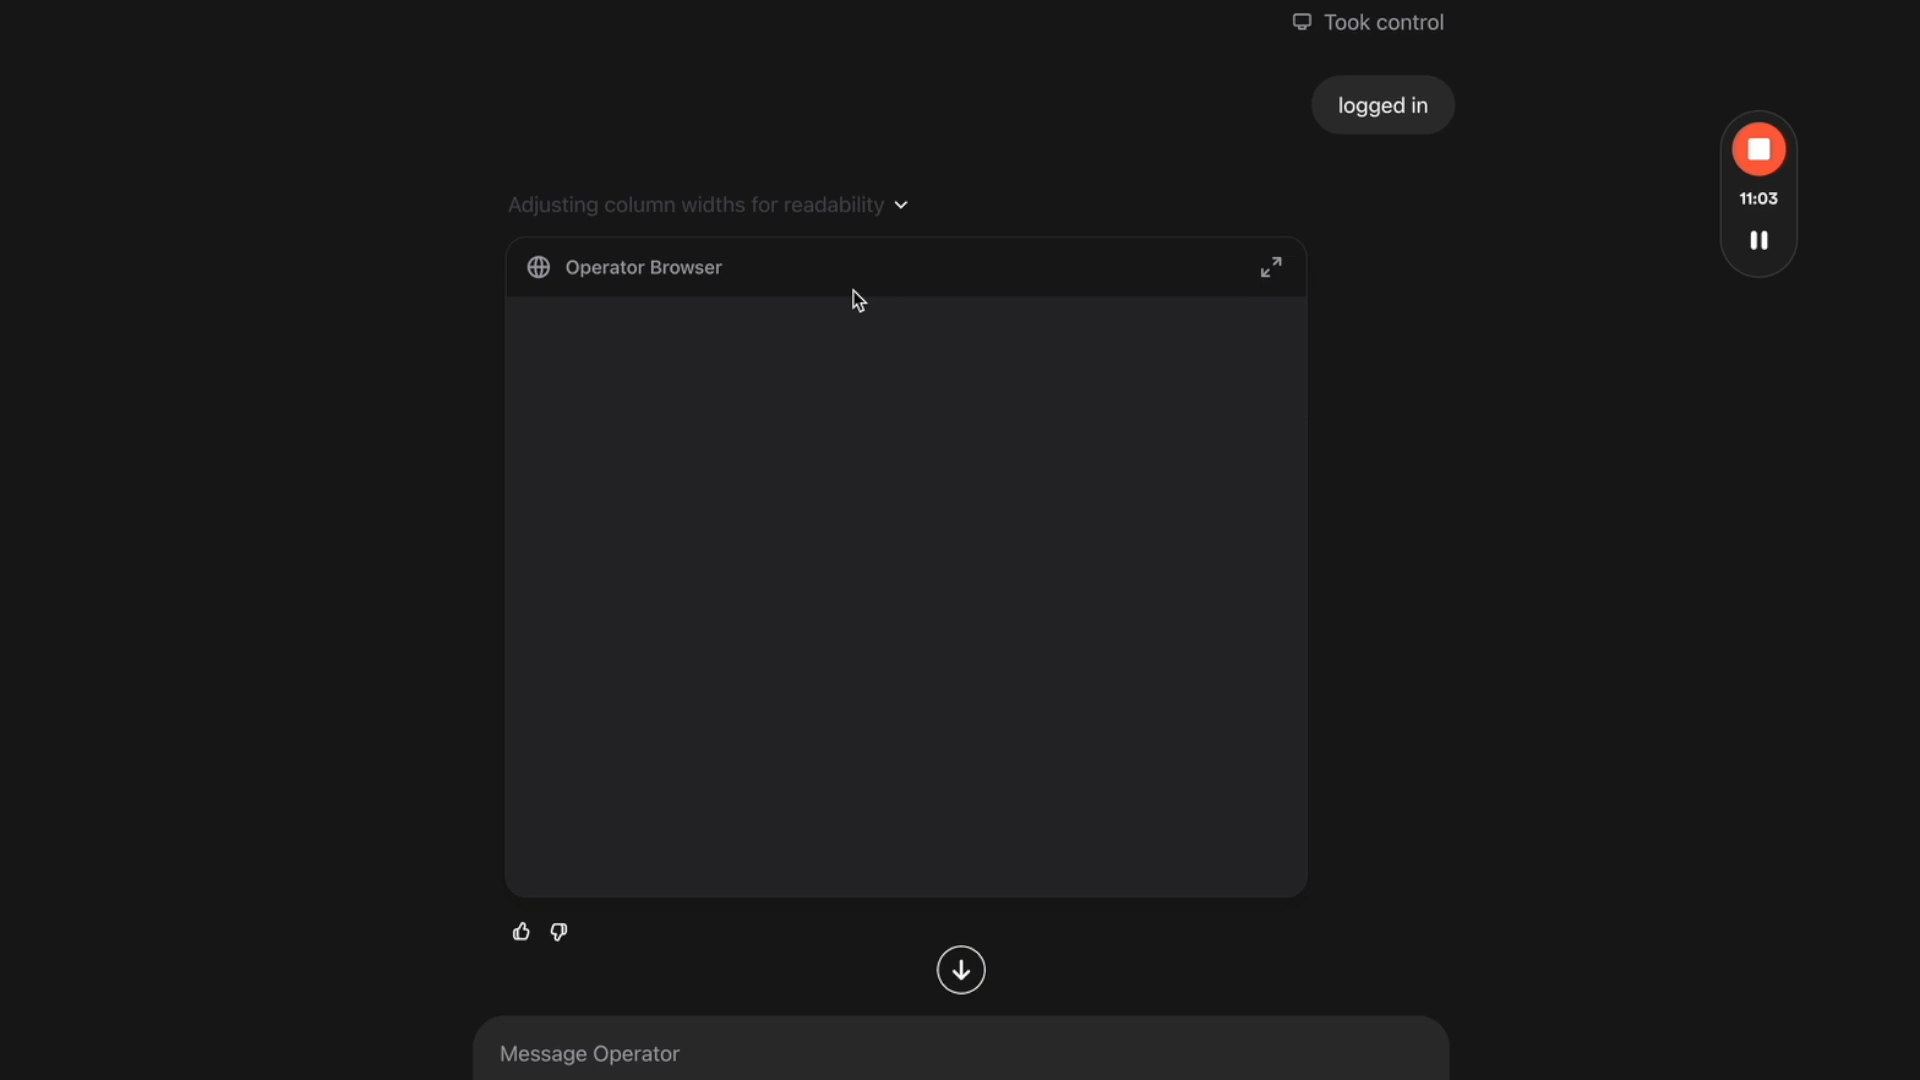 Took control
logged in
11:03
Adjusting column widths for readability
Operator Browser
Message Operator